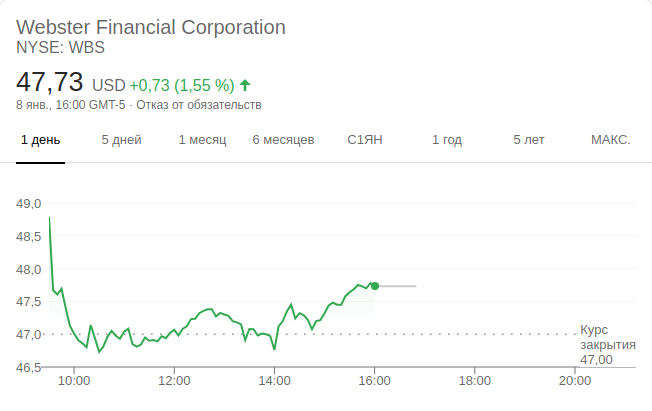 Webster Financial Corporation
NYSE: WBS
47,73 USD +0,73 (1,55 %)
8 янв., 16:00 GMT-5 · Отказ от обязательств
1 день 5 дней 1 месяц 6 месяцев С1ЯН 1 год 5 лет МАКС.
49,0
48,5
48,0
47,5
47,0
46,5
Курс
закрытия
47,00
10:00 12:00 14:00 16:00 18:00 20:00